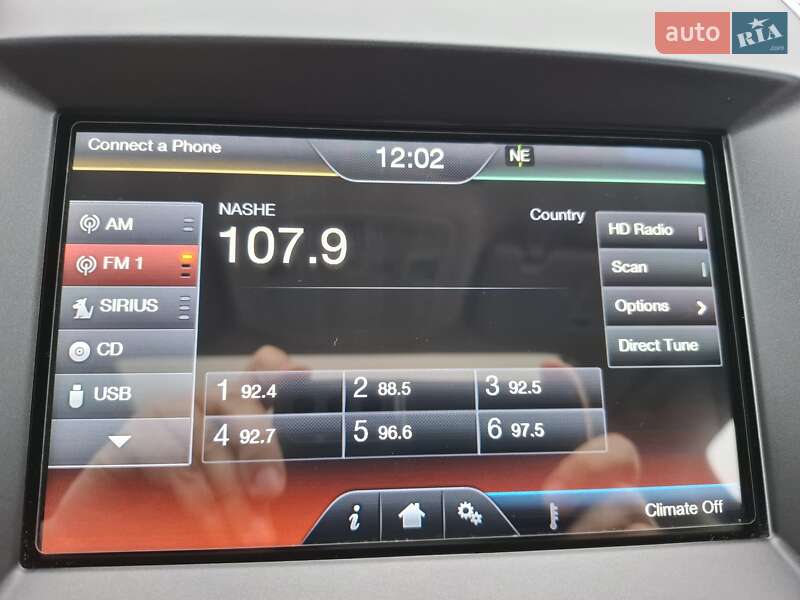 auto RIA.com
Connect a Phone
12:02
NE
NASHE
107.9
Country
AM
FM 1
SIRIUS
CD
USB
HD Radio
Scan
Options
Direct Tune
1 92.4
2 88.5
3 92.5
4 92.7
5 96.6
6 97.5
i
Climate Off